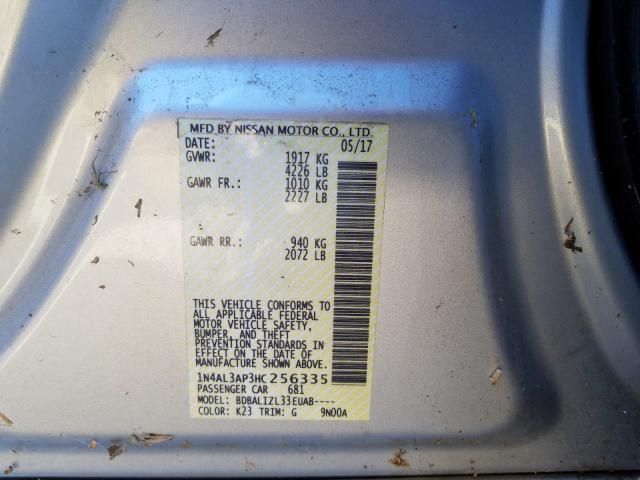 MFD BY NISSAN MOTOR CO., LTD.
DATE: 05/17
GVWR: 1917 KG
4226 LB
GAWR FR.: 1010 KG
2227 LB
GAWR RR.: 940 KG
2072 LB
THIS VEHICLE CONFORMS TO
ALL APPLICABLE FEDERAL
MOTOR VEHICLE SAFETY,
BUMPER, AND THEFT
PREVENTION STANDARDS IN
EFFECT ON THE DATE OF
MANUFACTURE SHOWN ABOVE.
1N4AL3AP3HC256335
PASSENGER CAR 681
MODEL: BDBALIZL33EUAB----
COLOR: K23 TRIM: G 9N00A